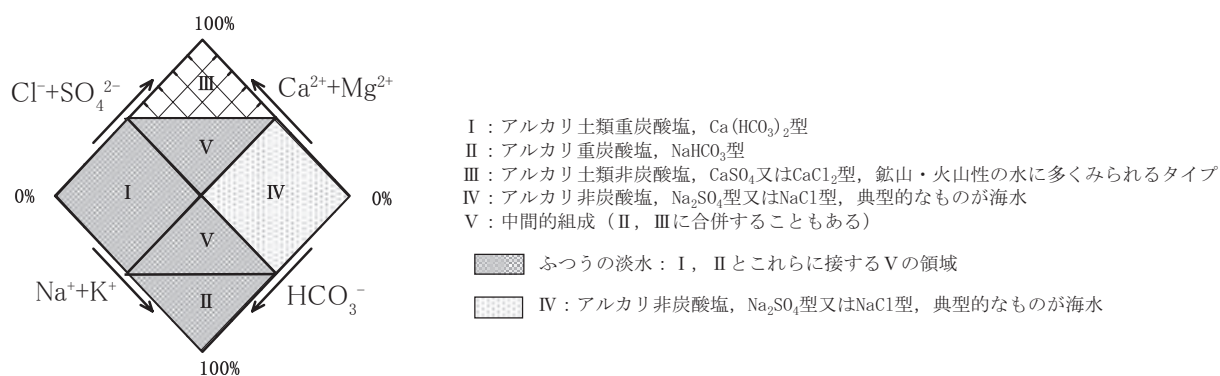 100%
Cl⁻+SO₄²⁻
Ca²⁺+Mg²⁺
Ⅲ
Ⅴ
0%
Ⅰ
Ⅳ
0%
Ⅴ
Na⁺+K⁺
Ⅱ
HCO₃⁻
100%
Ⅰ：アルカリ土類重炭酸塩，Ca(HCO₃)₂型
Ⅱ：アルカリ重炭酸塩，NaHCO₃型
Ⅲ：アルカリ土類非炭酸塩，CaSO₄又はCaCl₂型，鉱山・火山性の水に多くみられるタイプ
Ⅳ：アルカリ非炭酸塩，Na₂SO₄型又はNaCl型，典型的なものが海水
Ⅴ：中間的組成（Ⅱ，Ⅲに合併することもある）
ふつうの淡水：Ⅰ，Ⅱとこれらに接するⅤの領域
Ⅳ：アルカリ非炭酸塩，Na₂SO₄型又はNaCl型，典型的なものが海水